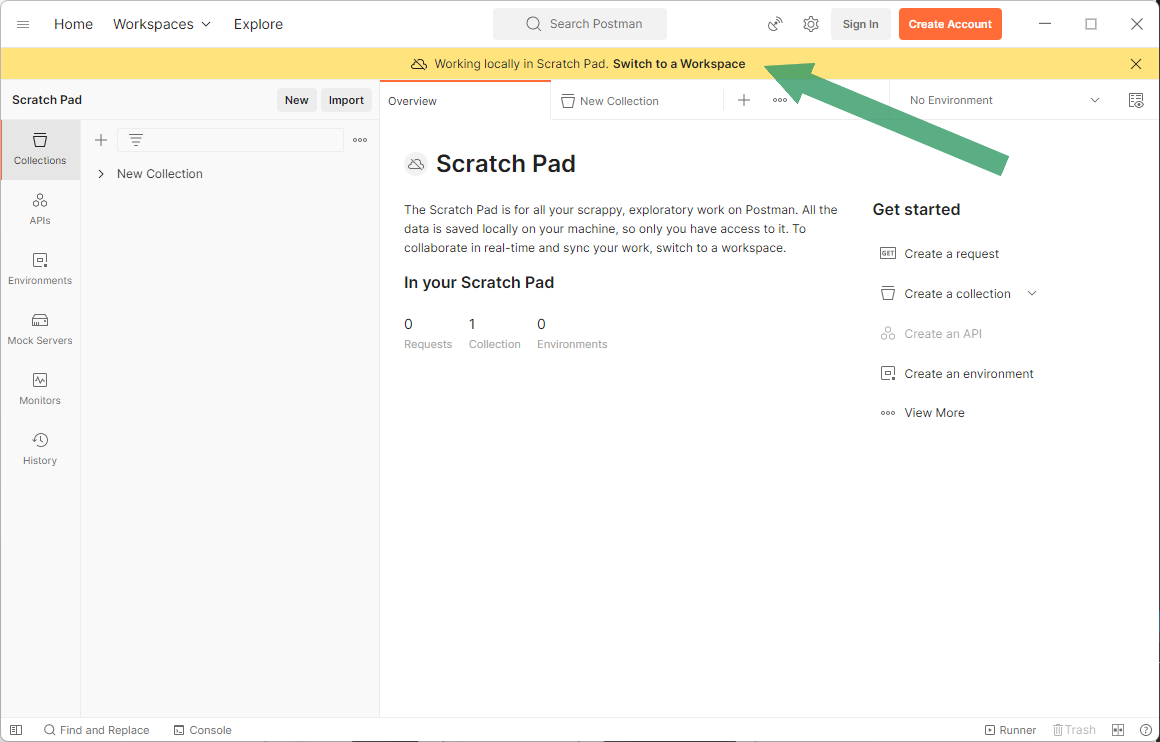 Home Workspaces Explore Search Postman Sign In Create Account
Working locally in Scratch Pad. Switch to a Workspace
Scratch Pad New Import Overview New Collection No Environment
Collections
New Collection
APIs
Environments
Mock Servers
Monitors
History
Scratch Pad
The Scratch Pad is for all your scrappy, exploratory work on Postman. All the
data is saved locally on your machine, so only you have access to it. To
collaborate in real-time and sync your work, switch to a workspace.
In your Scratch Pad
0 1 0
Requests Collection Environments
Get started
GET Create a request
Create a collection
Create an API
Create an environment
View More
Find and Replace Console Runner Trash